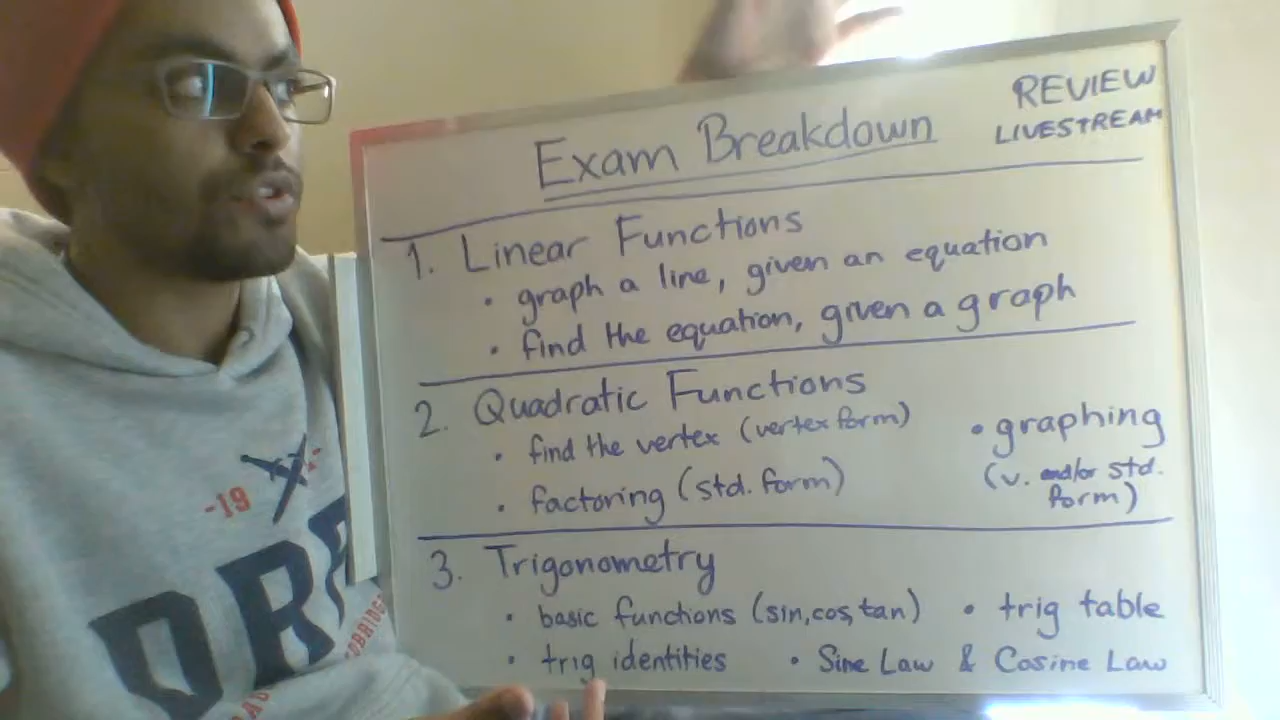 REVIEW
LIVESTREAM
Exam Breakdown
1. Linear Functions
• graph a line, given an equation
• find the equation, given a graph
2. Quadratic Functions
• find the vertex (vertex form)
• factoring (std. form)
• graphing
(v. and/or std.
form)
3. Trigonometry
• basic functions (sin, cos, tan) • trig table
• trig identities • Sine Law & Cosine Law
-19